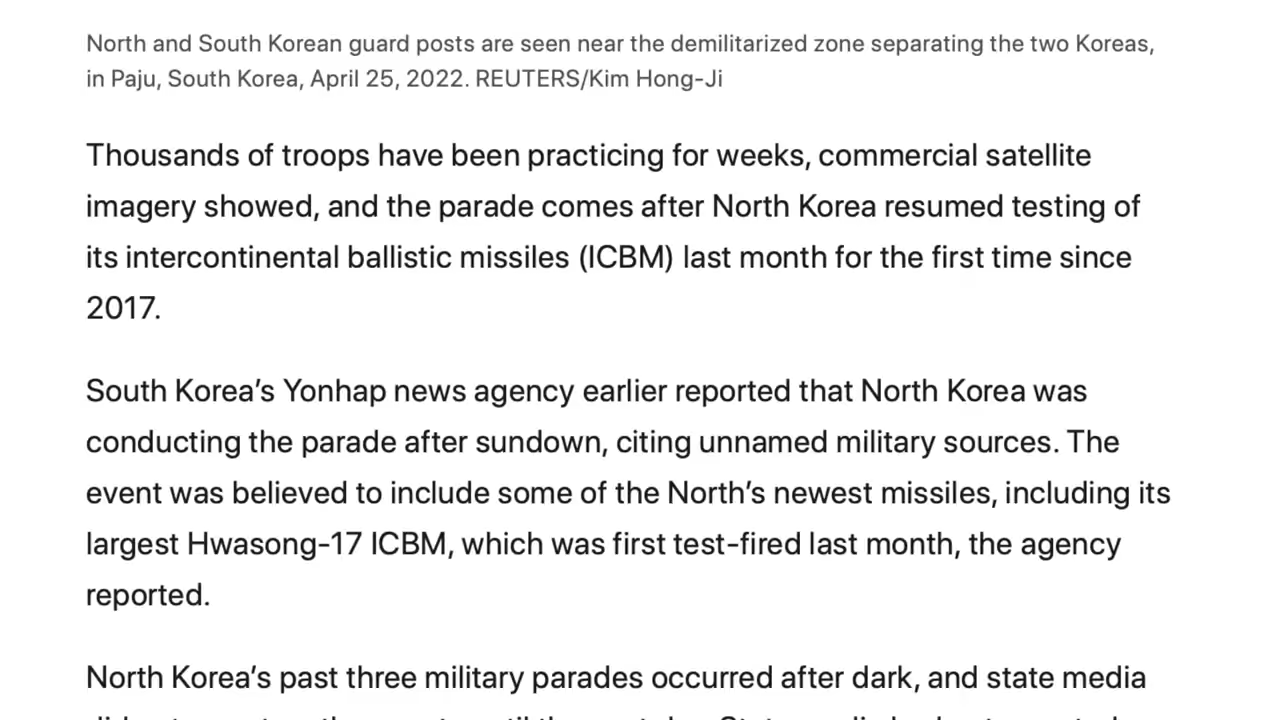 North and South Korean guard posts are seen near the demilitarized zone separating the two Koreas,
in Paju, South Korea, April 25, 2022. REUTERS/Kim Hong-Ji
Thousands of troops have been practicing for weeks, commercial satellite
imagery showed, and the parade comes after North Korea resumed testing of
its intercontinental ballistic missiles (ICBM) last month for the first time since
2017.
South Korea’s Yonhap news agency earlier reported that North Korea was
conducting the parade after sundown, citing unnamed military sources. The
event was believed to include some of the North’s newest missiles, including its
largest Hwasong-17 ICBM, which was first test-fired last month, the agency
reported.
North Korea’s past three military parades occurred after dark, and state media